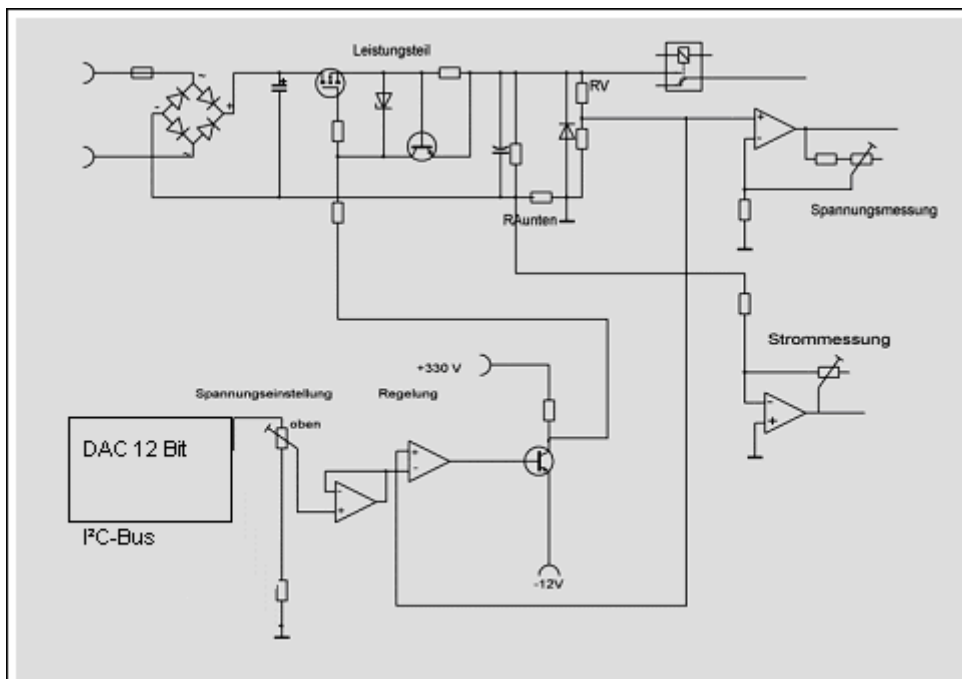 Leistungsteil
~
-
+
~
RV
+
-
RAunten
Spannungsmessung
Strommessung
+330 V
Spannungseinstellung
Regelung
oben
DAC 12 Bit
+
-
-
+
-
+
I²C-Bus
-12V